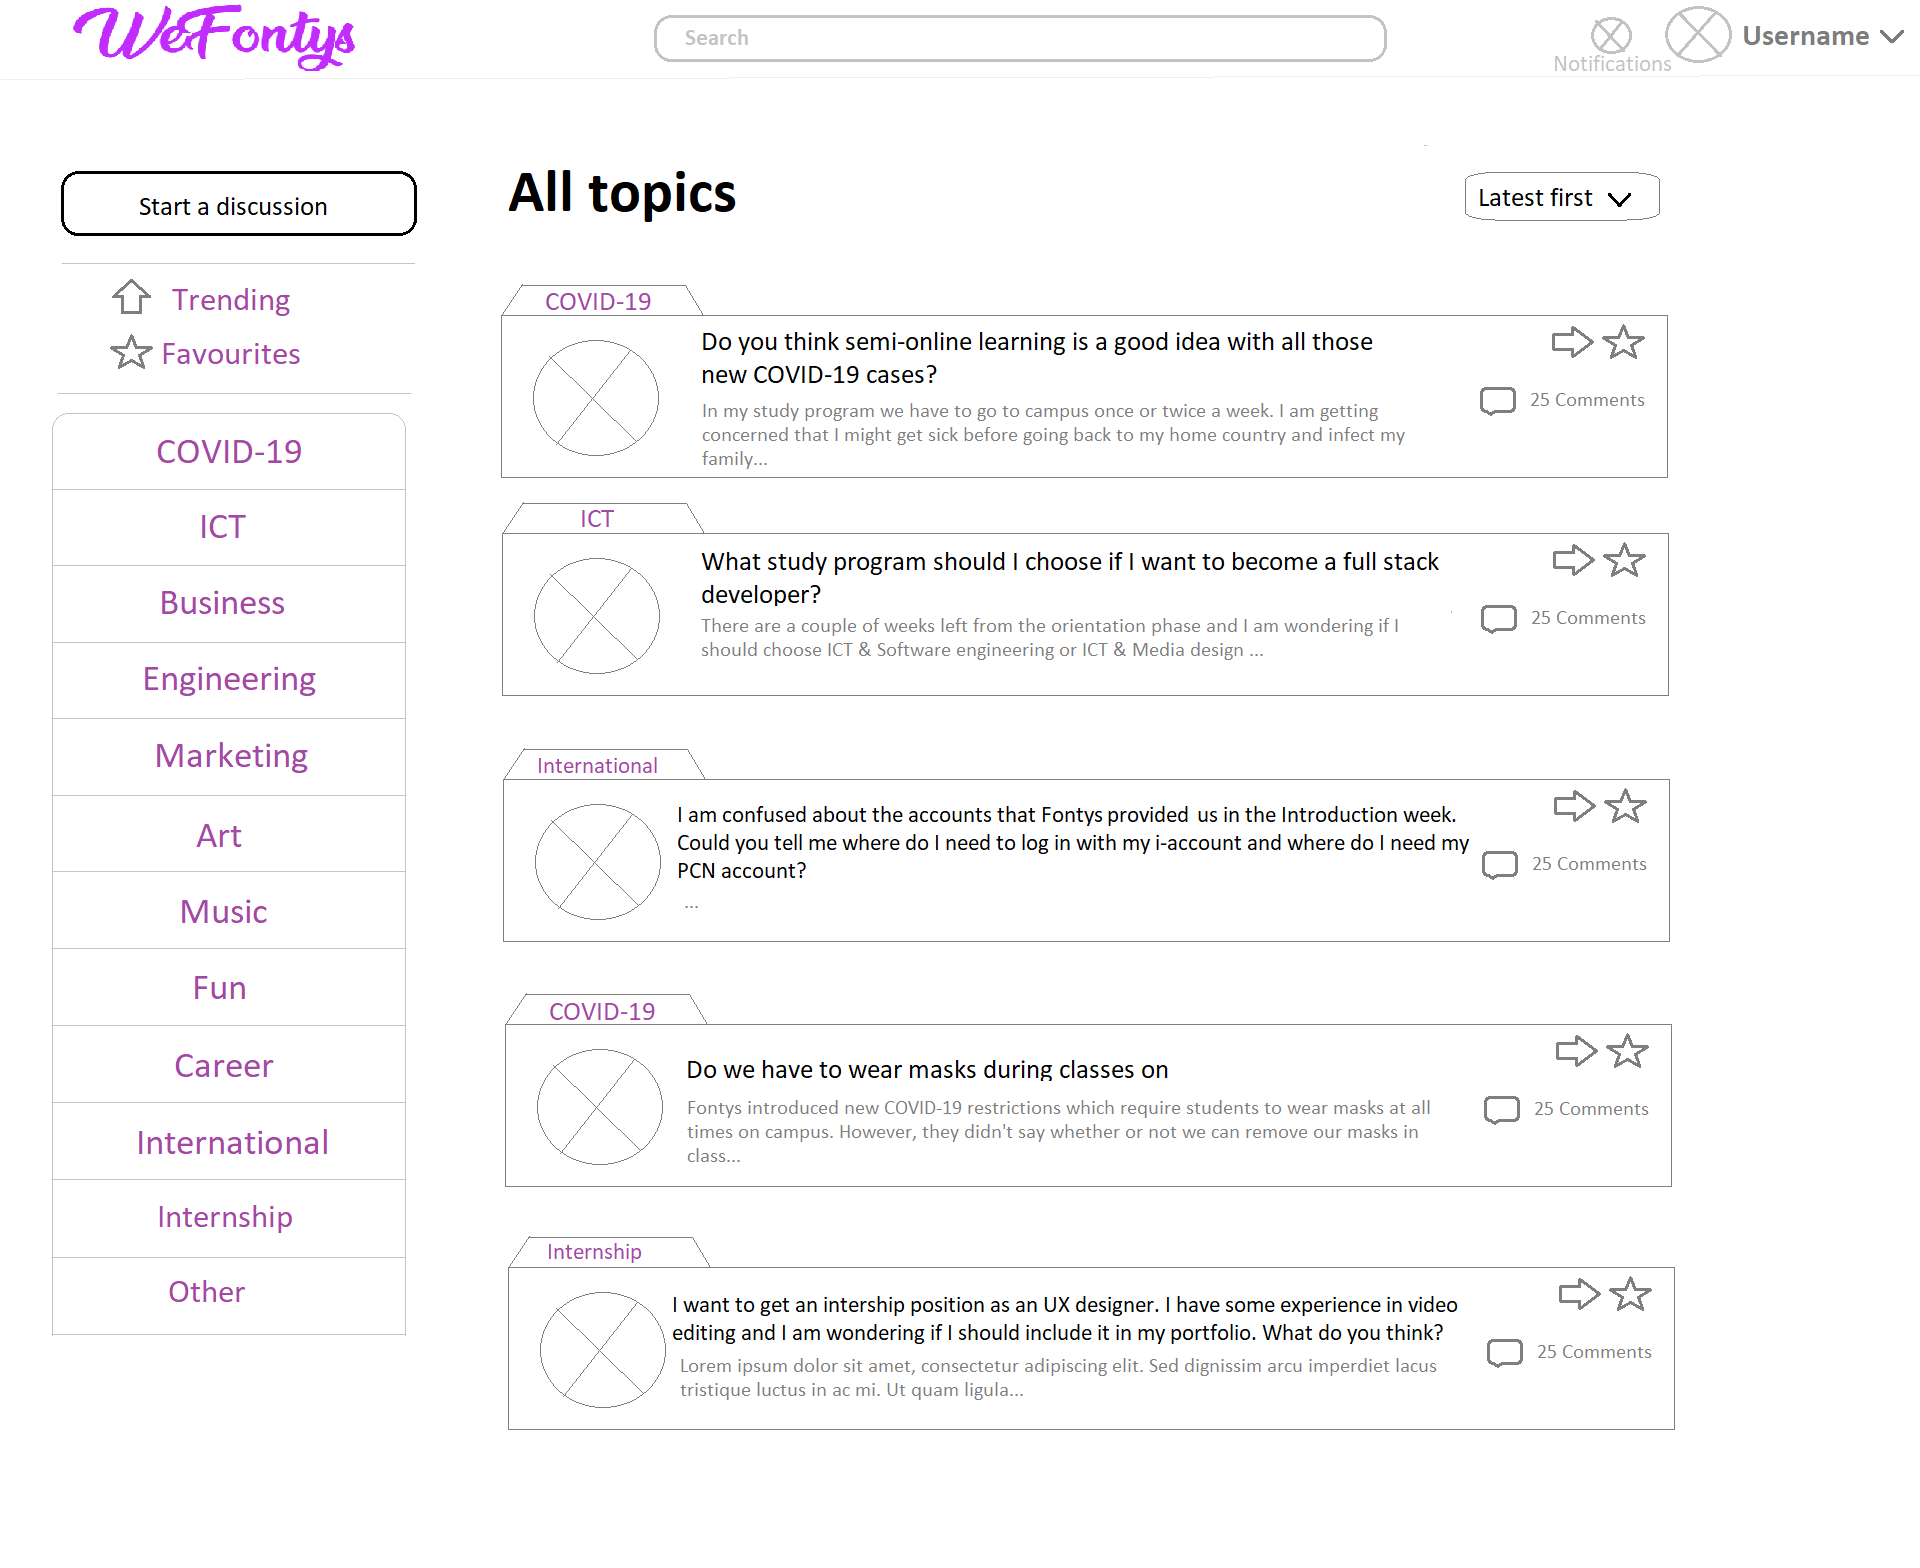 WeFontys
Search
Notifications
Username
Start a discussion
Trending
Favourites
COVID-19
ICT
Business
Engineering
Marketing
Art
Music
Fun
Career
International
Internship
Other
All topics
Latest first
COVID-19
Do you think semi-online learning is a good idea with all those
new COVID-19 cases?
In my study program we have to go to campus once or twice a week. I am getting
concerned that I might get sick before going back to my home country and infect my
family...
25 Comments
ICT
What study program should I choose if I want to become a full stack
developer?
There are a couple of weeks left from the orientation phase and I am wondering if I
should choose ICT & Software engineering or ICT & Media design ...
25 Comments
International
I am confused about the accounts that Fontys provided us in the Introduction week.
Could you tell me where do I need to log in with my i-account and where do I need my
PCN account?
...
25 Comments
COVID-19
Do we have to wear masks during classes on
Fontys introduced new COVID-19 restrictions which require students to wear masks at all
times on campus. However, they didn't say whether or not we can remove our masks in
class...
25 Comments
Internship
I want to get an intership position as an UX designer. I have some experience in video
editing and I am wondering if I should include it in my portfolio. What do you think?
Lorem ipsum dolor sit amet, consectetur adipiscing elit. Sed dignissim arcu imperdiet lacus
tristique luctus in ac mi. Ut quam ligula...
25 Comments